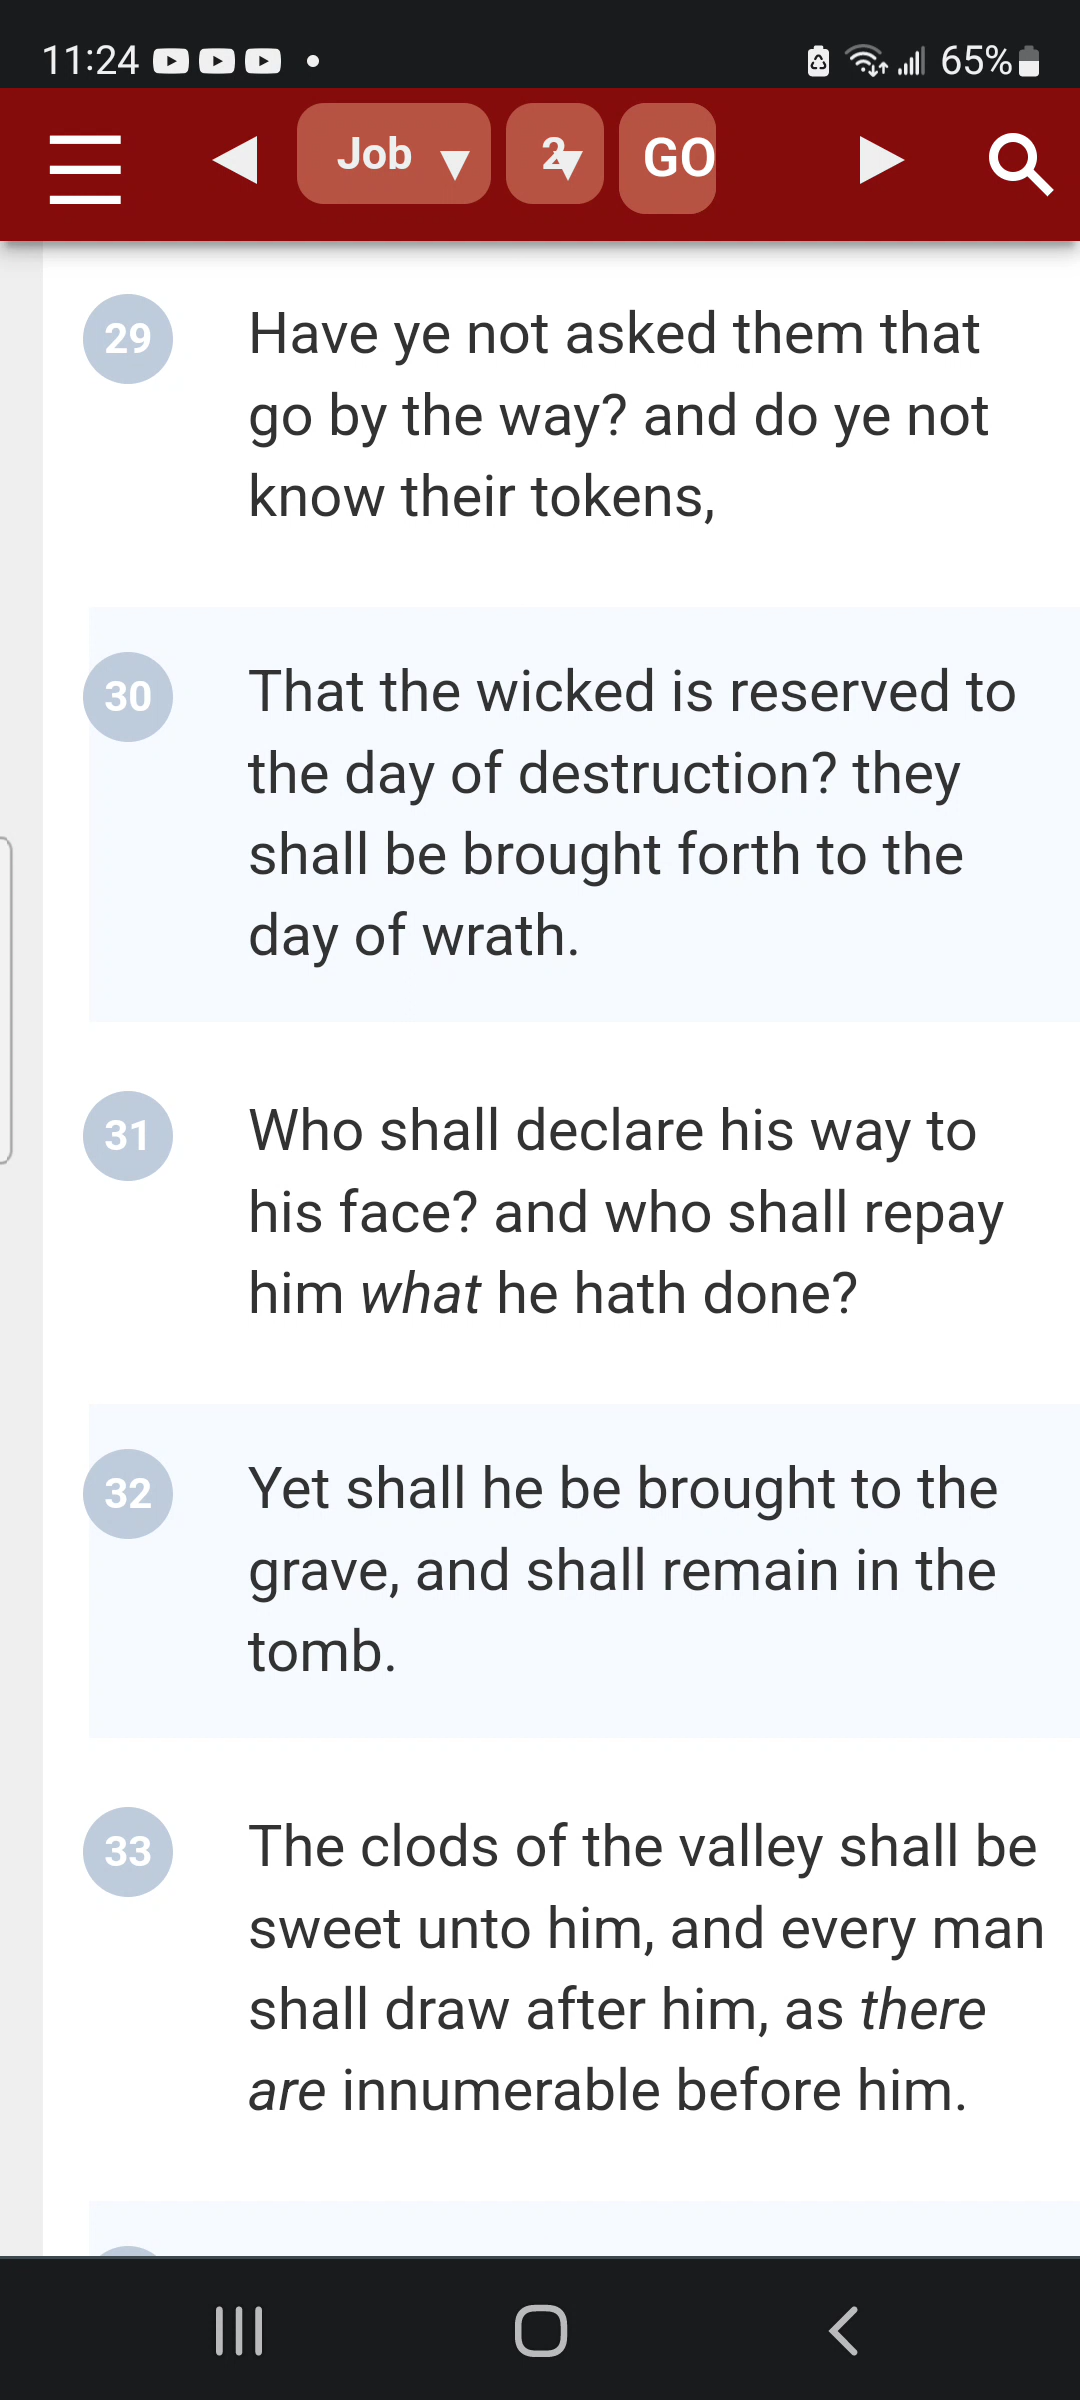 11:24 65%
Job 2 GO
29 Have ye not asked them that
go by the way? and do ye not
know their tokens,
30 That the wicked is reserved to
the day of destruction? they
shall be brought forth to the
day of wrath.
31 Who shall declare his way to
his face? and who shall repay
him what he hath done?
32 Yet shall he be brought to the
grave, and shall remain in the
tomb.
33 The clods of the valley shall be
sweet unto him, and every man
shall draw after him, as there
are innumerable before him.